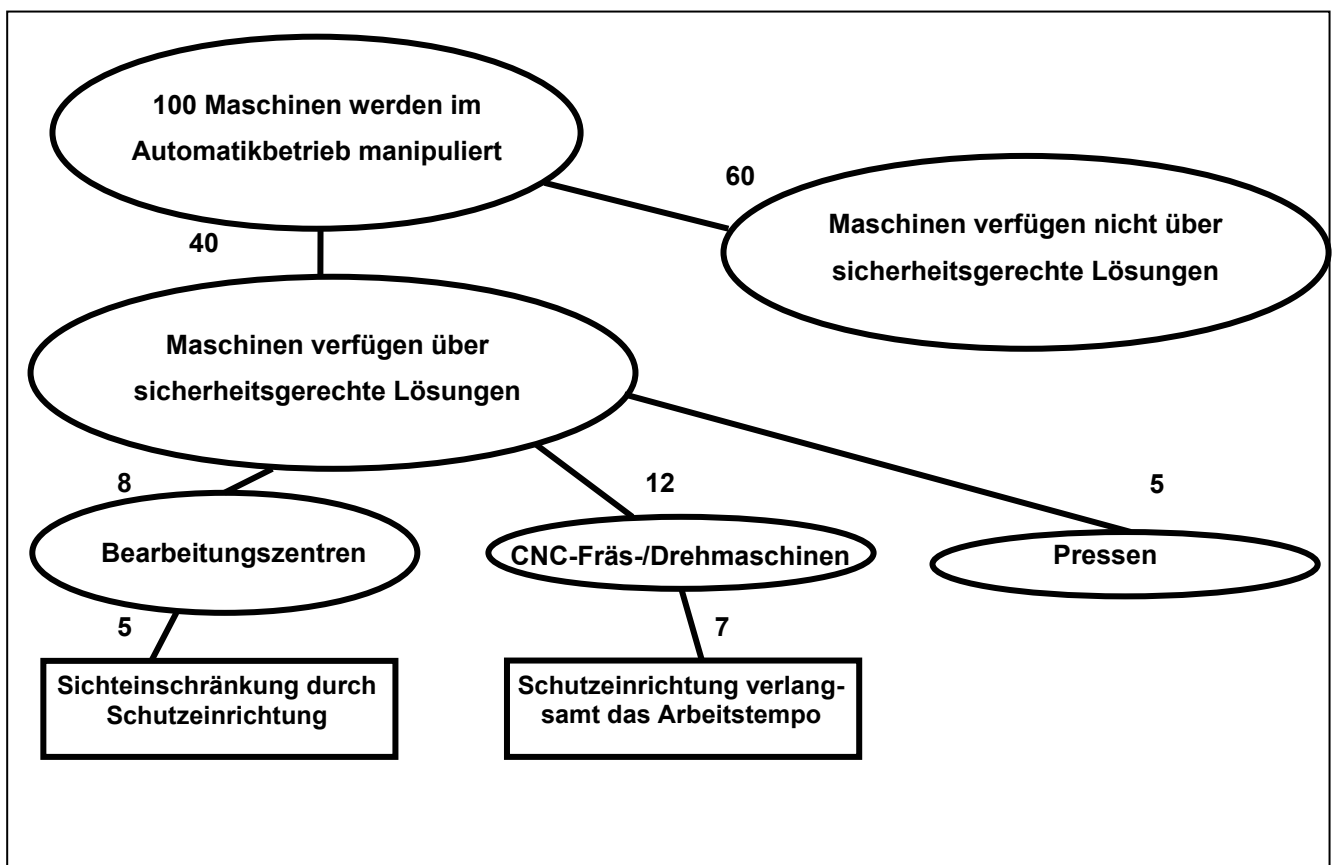 100 Maschinen werden im
Automatikbetrieb manipuliert
60
Maschinen verfügen nicht über
sicherheitsgerechte Lösungen
40
Maschinen verfügen über
sicherheitsgerechte Lösungen
8
12
5
Bearbeitungszentren
CNC-Fräs-/Drehmaschinen
Pressen
5
7
Sichteinschränkung durch
Schutzeinrichtung
Schutzeinrichtung verlang-
samt das Arbeitstempo